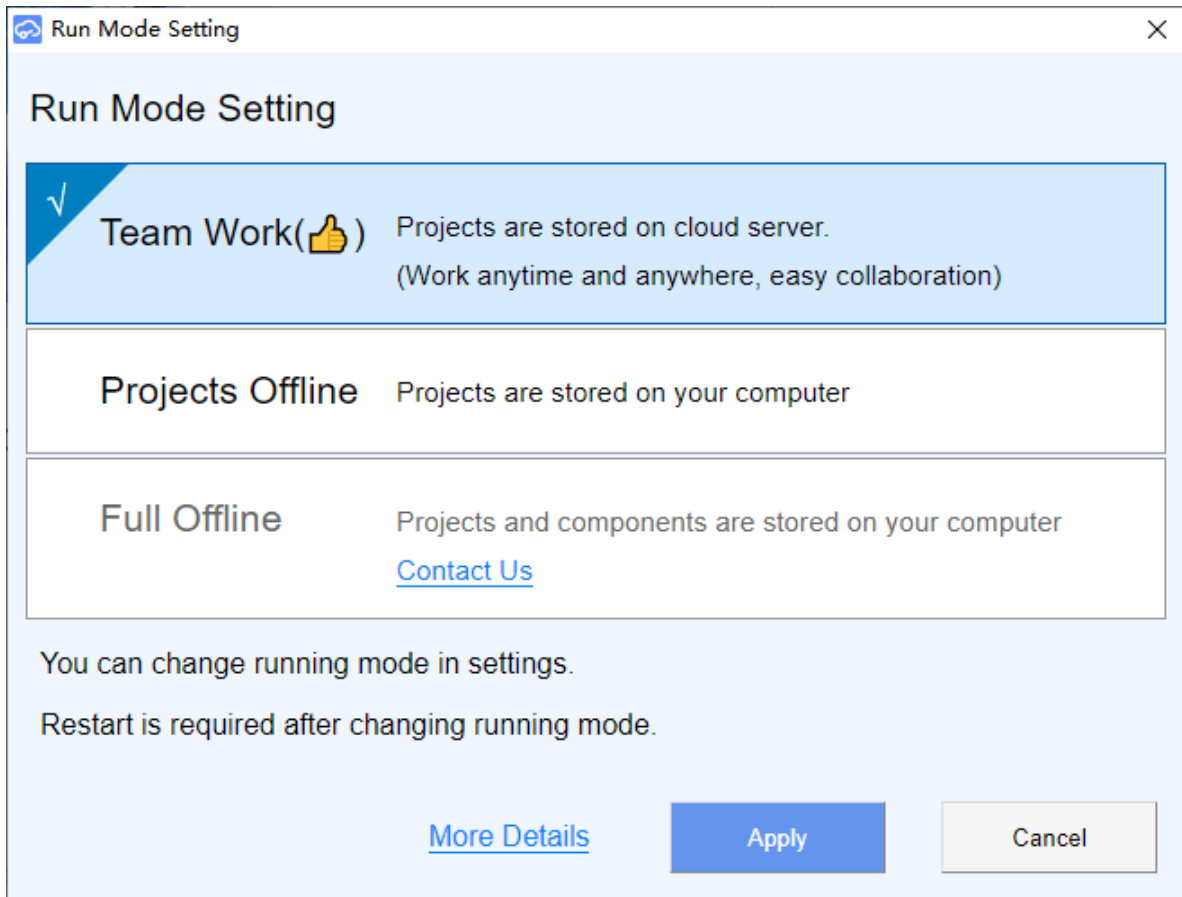 Run Mode Setting
Run Mode Setting
√
Team Work(👍)
Projects are stored on cloud server.
(Work anytime and anywhere, easy collaboration)
Projects Offline
Projects are stored on your computer
Full Offline
Projects and components are stored on your computer
Contact Us
You can change running mode in settings.
Restart is required after changing running mode.
More Details
Apply
Cancel